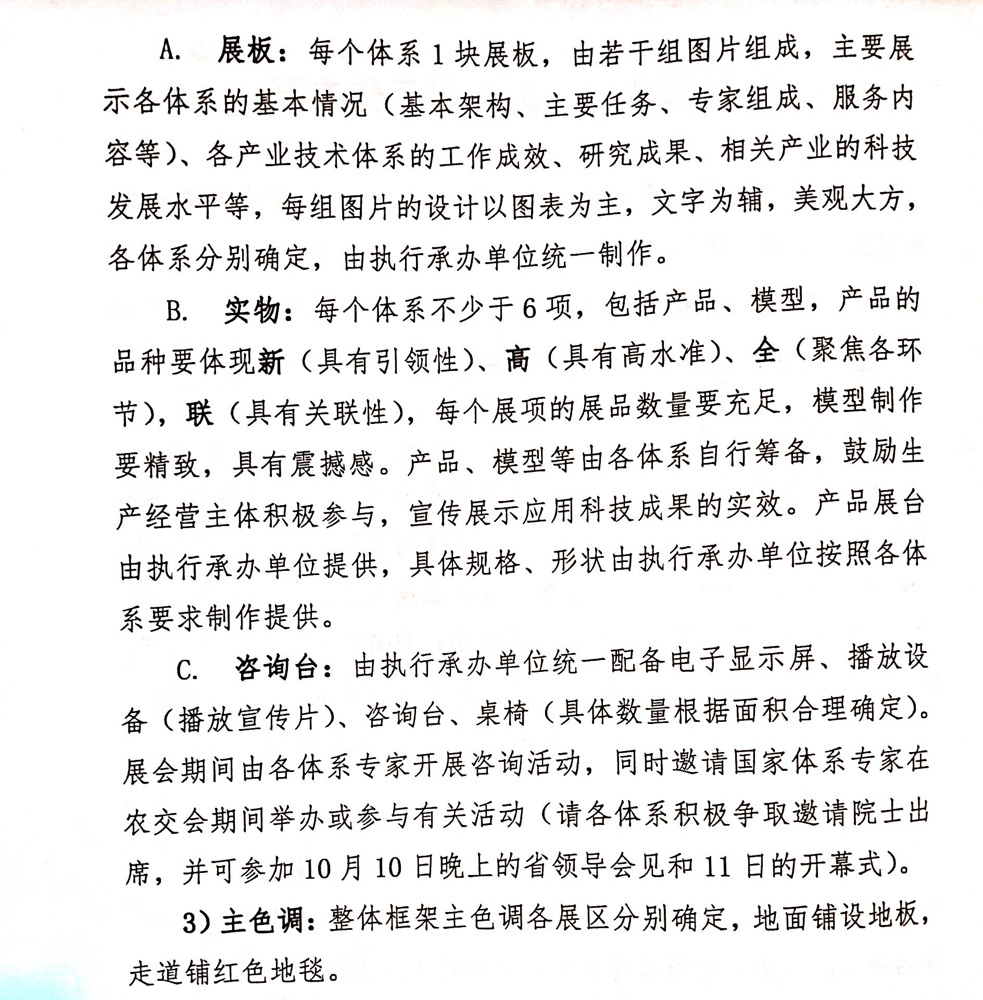 A. 展板：每个体系 1 块展板，由若干组图片组成，主要展
示各体系的基本情况（基本架构、主要任务、专家组成、服务内
容等）、各产业技术体系的工作成效、研究成果、相关产业的科技
发展水平等，每组图片的设计以图表为主，文字为辅，美观大方，
各体系分别确定，由执行承办单位统一制作。
B. 实物：每个体系不少于 6 项，包括产品、模型，产品的
品种要体现新（具有引领性）、高（具有高水准）、全（聚焦各环
节），联（具有关联性），每个展项的展品数量要充足，模型制作
要精致，具有震撼感。产品、模型等由各体系自行筹备，鼓励生
产经营主体积极参与，宣传展示应用科技成果的实效。产品展台
由执行承办单位提供，具体规格、形状由执行承办单位按照各体
系要求制作提供。
C. 咨询台：由执行承办单位统一配备电子显示屏、播放设
备（播放宣传片）、咨询台、桌椅（具体数量根据面积合理确定）。
展会期间由各体系专家开展咨询活动，同时邀请国家体系专家在
农交会期间举办或参与有关活动（请各体系积极争取邀请院士出
席，并可参加 10 月 10 日晚上的省领导会见和 11 日的开幕式）。
3）主色调：整体框架主色调各展区分别确定，地面铺设地板，
走道铺红色地毯。